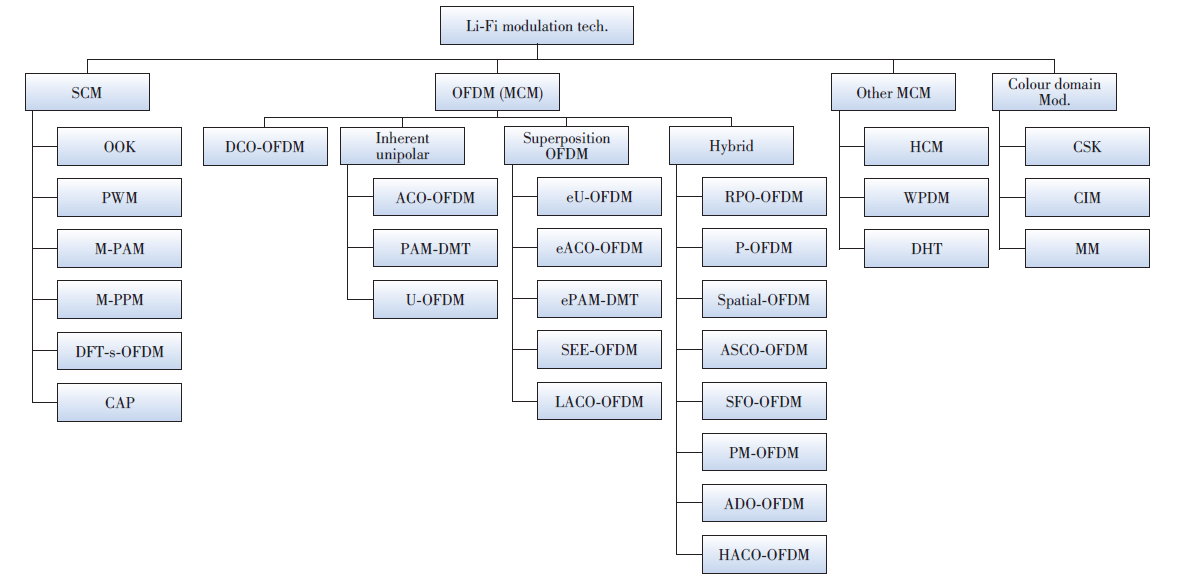 Li-Fi modulation tech.
SCM
OOK
PWM
M-PAM
M-PPM
DFT-s-OFDM
CAP
OFDM (MCM)
DCO-OFDM
Inherent
unipolar
ACO-OFDM
PAM-DMT
U-OFDM
Superposition
OFDM
eU-OFDM
eACO-OFDM
ePAM-DMT
SEE-OFDM
LACO-OFDM
Hybrid
RPO-OFDM
P-OFDM
Spatial-OFDM
ASCO-OFDM
SFO-OFDM
PM-OFDM
ADO-OFDM
HACO-OFDM
Other MCM
HCM
WPDM
DHT
Colour domain
Mod.
CSK
CIM
MM